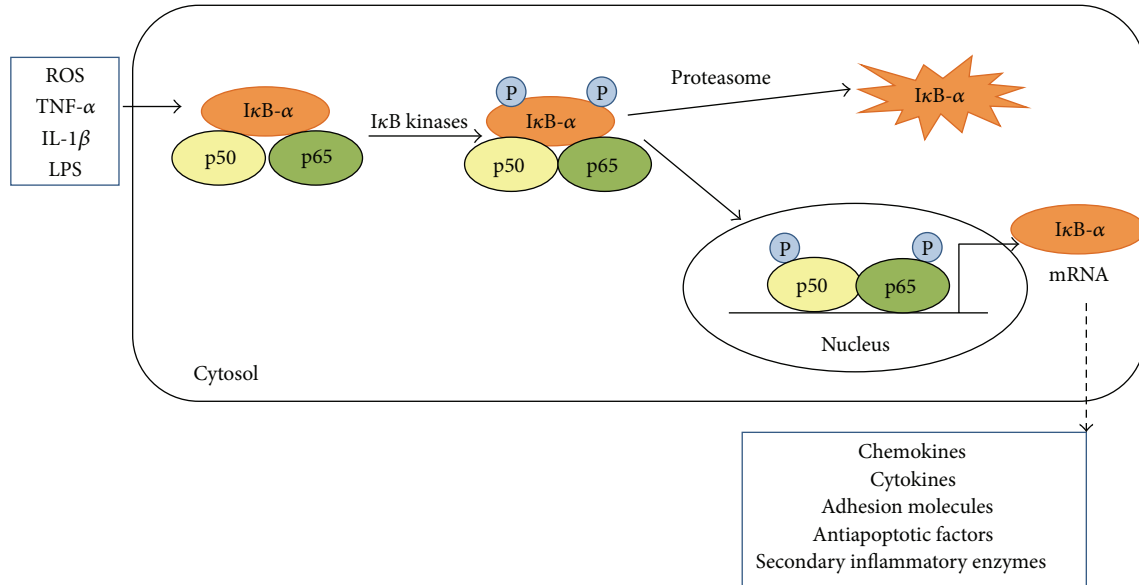 ROS
TNF-α
IL-1β
LPS
IκB-α
p50
p65
IκB kinases
P
P
IκB-α
p50
p65
Proteasome
IκB-α
P
P
p50
p65
Nucleus
IκB-α
mRNA
Cytosol
Chemokines
Cytokines
Adhesion molecules
Antiapoptotic factors
Secondary inflammatory enzymes